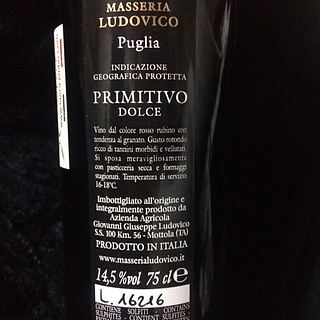 MASSERIA
LUDOVICO
Puglia
INDICAZIONE
GEOGRAFICA PROTETTA
PRIMITIVO
DOLCE
Vino dal colore rosso rubino con
tendenza al granato. Gusto rotondo
ricco di tannini morbidi e vellutati.
Si sposa meravigliosamente
con pasticceria secca e formaggi
stagionati. Temperatura di servizio
16-18°C.
Imbottigliato all'origine e
integralmente prodotto da
Azienda Agricola
Giovanni Giuseppe Ludovico
S.S. 100 Km. 56 - Mottola (TA)
PRODOTTO IN ITALIA
www.masserialudovico.it
14,5%vol 75 cl e
L. 16216
CONTIENE SOLFITI - CONTAINS